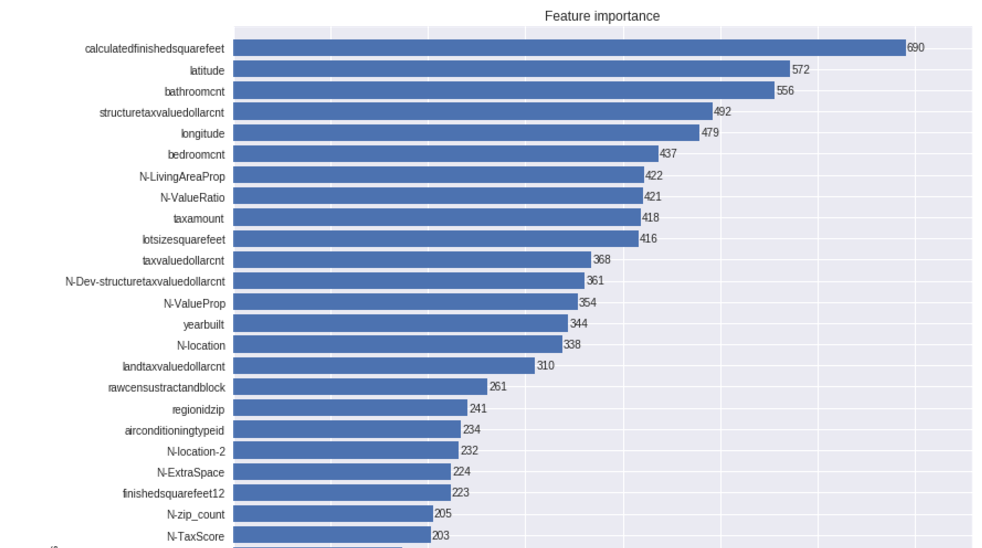 Feature importance
calculatedfinishedsquarefeet 690
latitude 572
bathroomcnt 556
structuretaxvaluedollarcnt 492
longitude 479
bedroomcnt 437
N-LivingAreaProp 422
N-ValueRatio 421
taxamount 418
lotsizesquarefeet 416
taxvaluedollarcnt 368
N-Dev-structuretaxvaluedollarcnt 361
N-ValueProp 354
yearbuilt 344
N-location 338
landtaxvaluedollarcnt 310
rawcensustractandblock 261
regionidzip 241
airconditioningtypeid 234
N-location-2 232
N-ExtraSpace 224
finishedsquarefeet12 223
N-zip_count 205
N-TaxScore 203